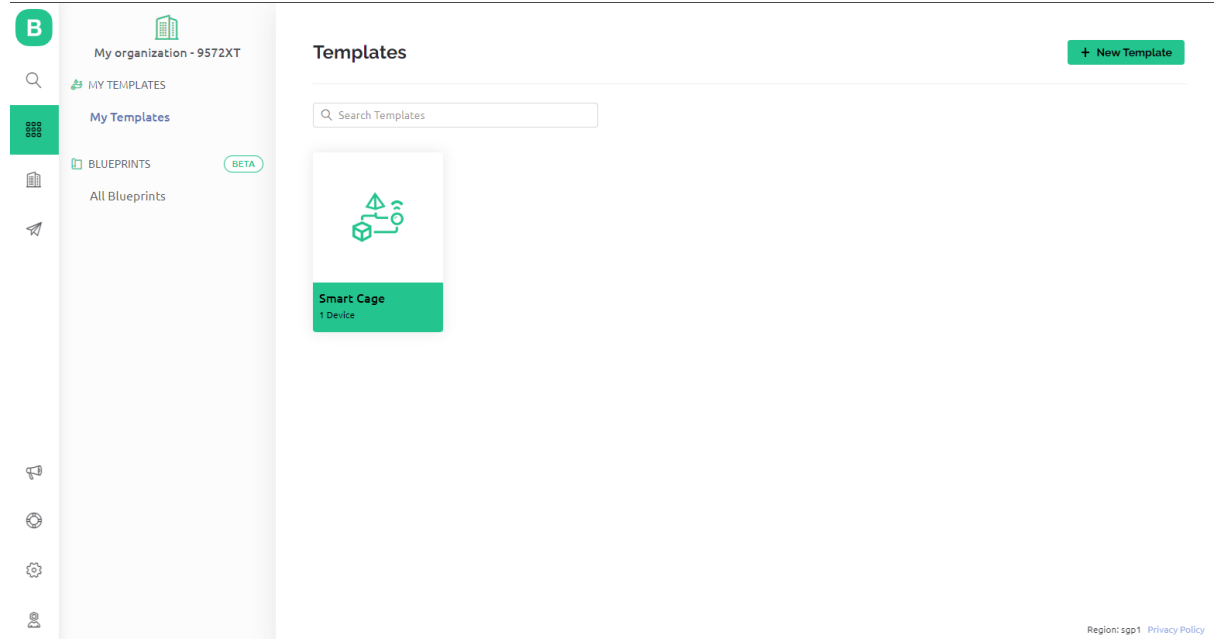 B
My organization - 9572XT
MY TEMPLATES
My Templates
BLUEPRINTS BETA
All Blueprints
Templates
+ New Template
Search Templates
Smart Cage
1 Device
Region: sgp1 Privacy Policy